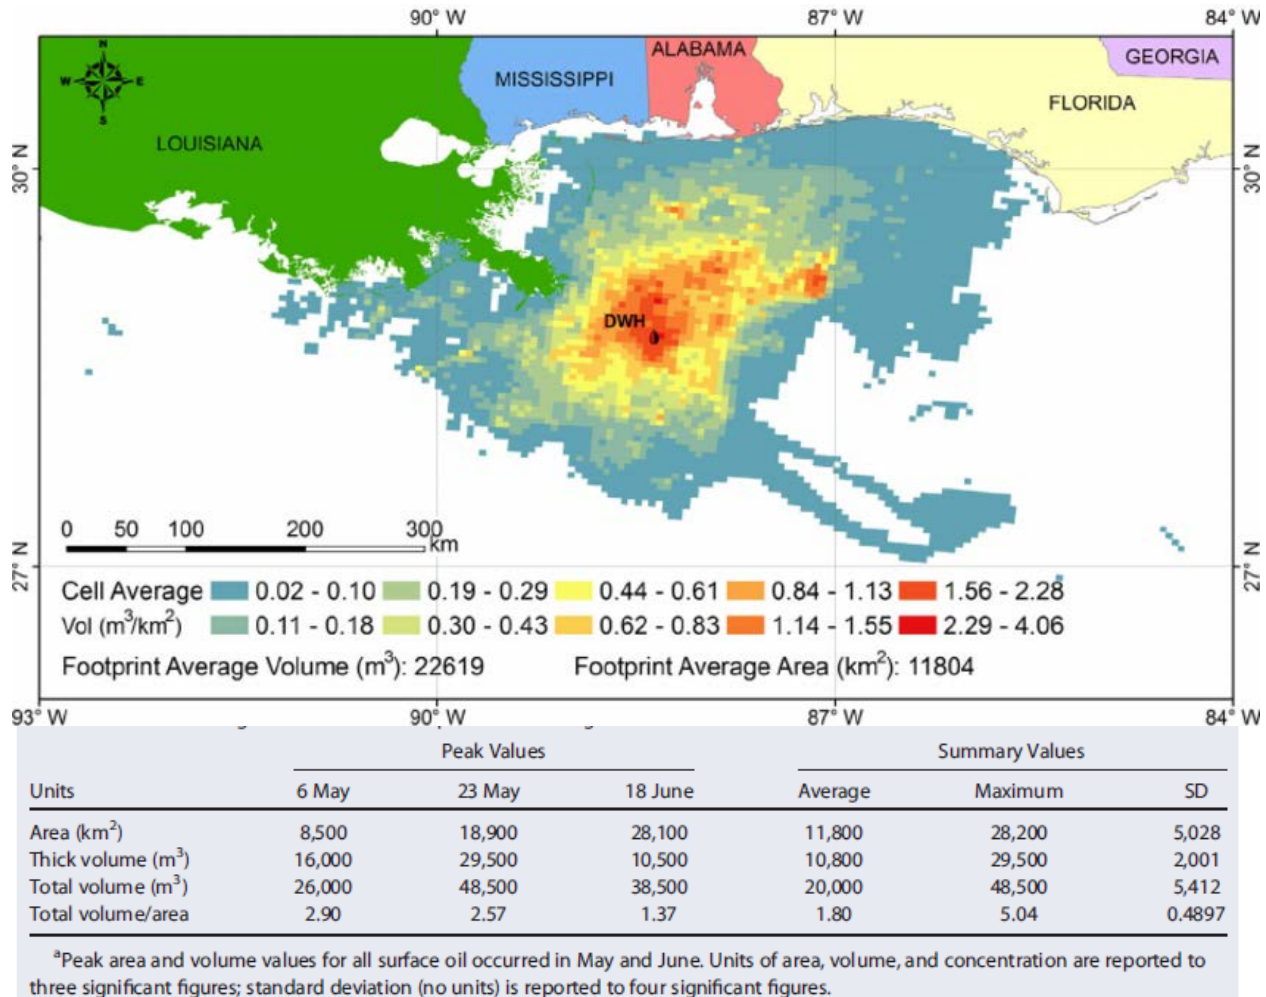 90° W 87° W 84° W
N
W E
S
LOUISIANA
MISSISSIPPI
ALABAMA
GEORGIA
FLORIDA
30° N 30° N
DWH
0 50 100 200 300
km
27° N 27° N
Cell Average 0.02 - 0.10 0.19 - 0.29 0.44 - 0.61 0.84 - 1.13 1.56 - 2.28
Vol (m³/km²) 0.11 - 0.18 0.30 - 0.43 0.62 - 0.83 1.14 - 1.55 2.29 - 4.06
Footprint Average Volume (m³): 22619 Footprint Average Area (km²): 11804
93° W 90° W 87° W 84° W
Peak Values Summary Values
Units 6 May 23 May 18 June Average Maximum SD
Area (km²) 8,500 18,900 28,100 11,800 28,200 5,028
Thick volume (m³) 16,000 29,500 10,500 10,800 29,500 2,001
Total volume (m³) 26,000 48,500 38,500 20,000 48,500 5,412
Total volume/area 2.90 2.57 1.37 1.80 5.04 0.4897
ᵃPeak area and volume values for all surface oil occurred in May and June. Units of area, volume, and concentration are reported to
three significant figures; standard deviation (no units) is reported to four significant figures.